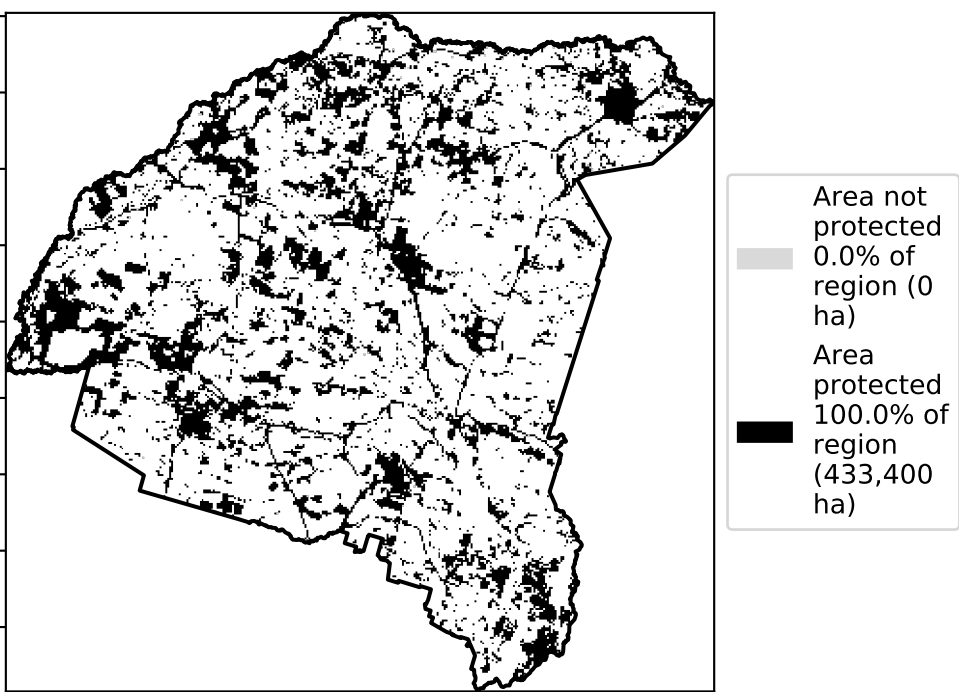 Area not
protected
0.0% of
region (0
ha)
Area
protected
100.0% of
region
(433,400
ha)